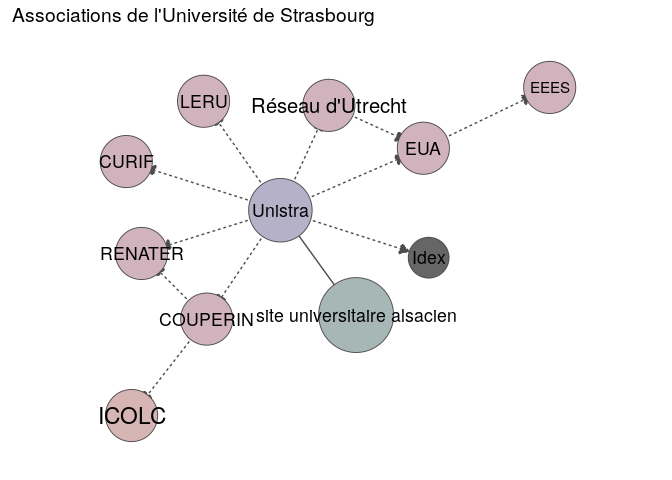 Associations de l'Université de Strasbourg
EEES
LERU
Réseau d'Utrecht
EUA
CURIF
Unistra
RENATER
Idex
COUPERIN
site universitaire alsacien
ICOLC